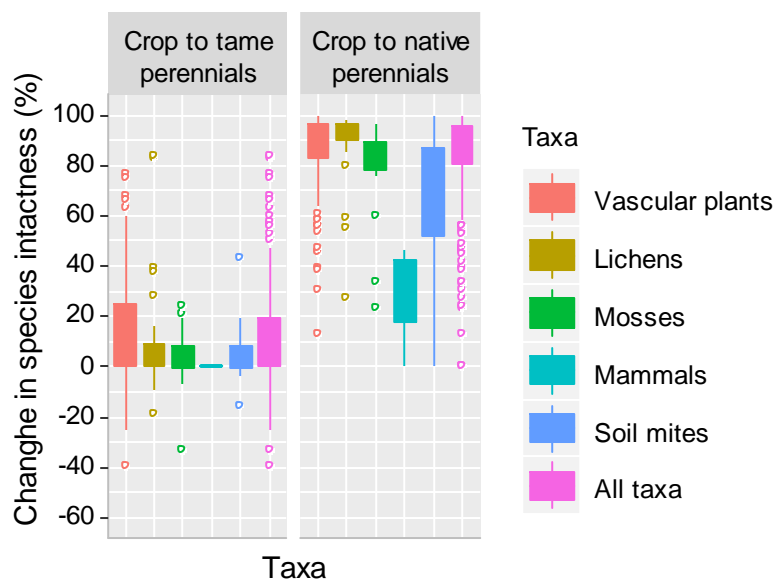 Crop to tame
perennials
Crop to native
perennials
Changhe in species intactness (%)
100
80
60
40
20
0
-20
-40
-60
Taxa
Taxa
Vascular plants
Lichens
Mosses
Mammals
Soil mites
All taxa